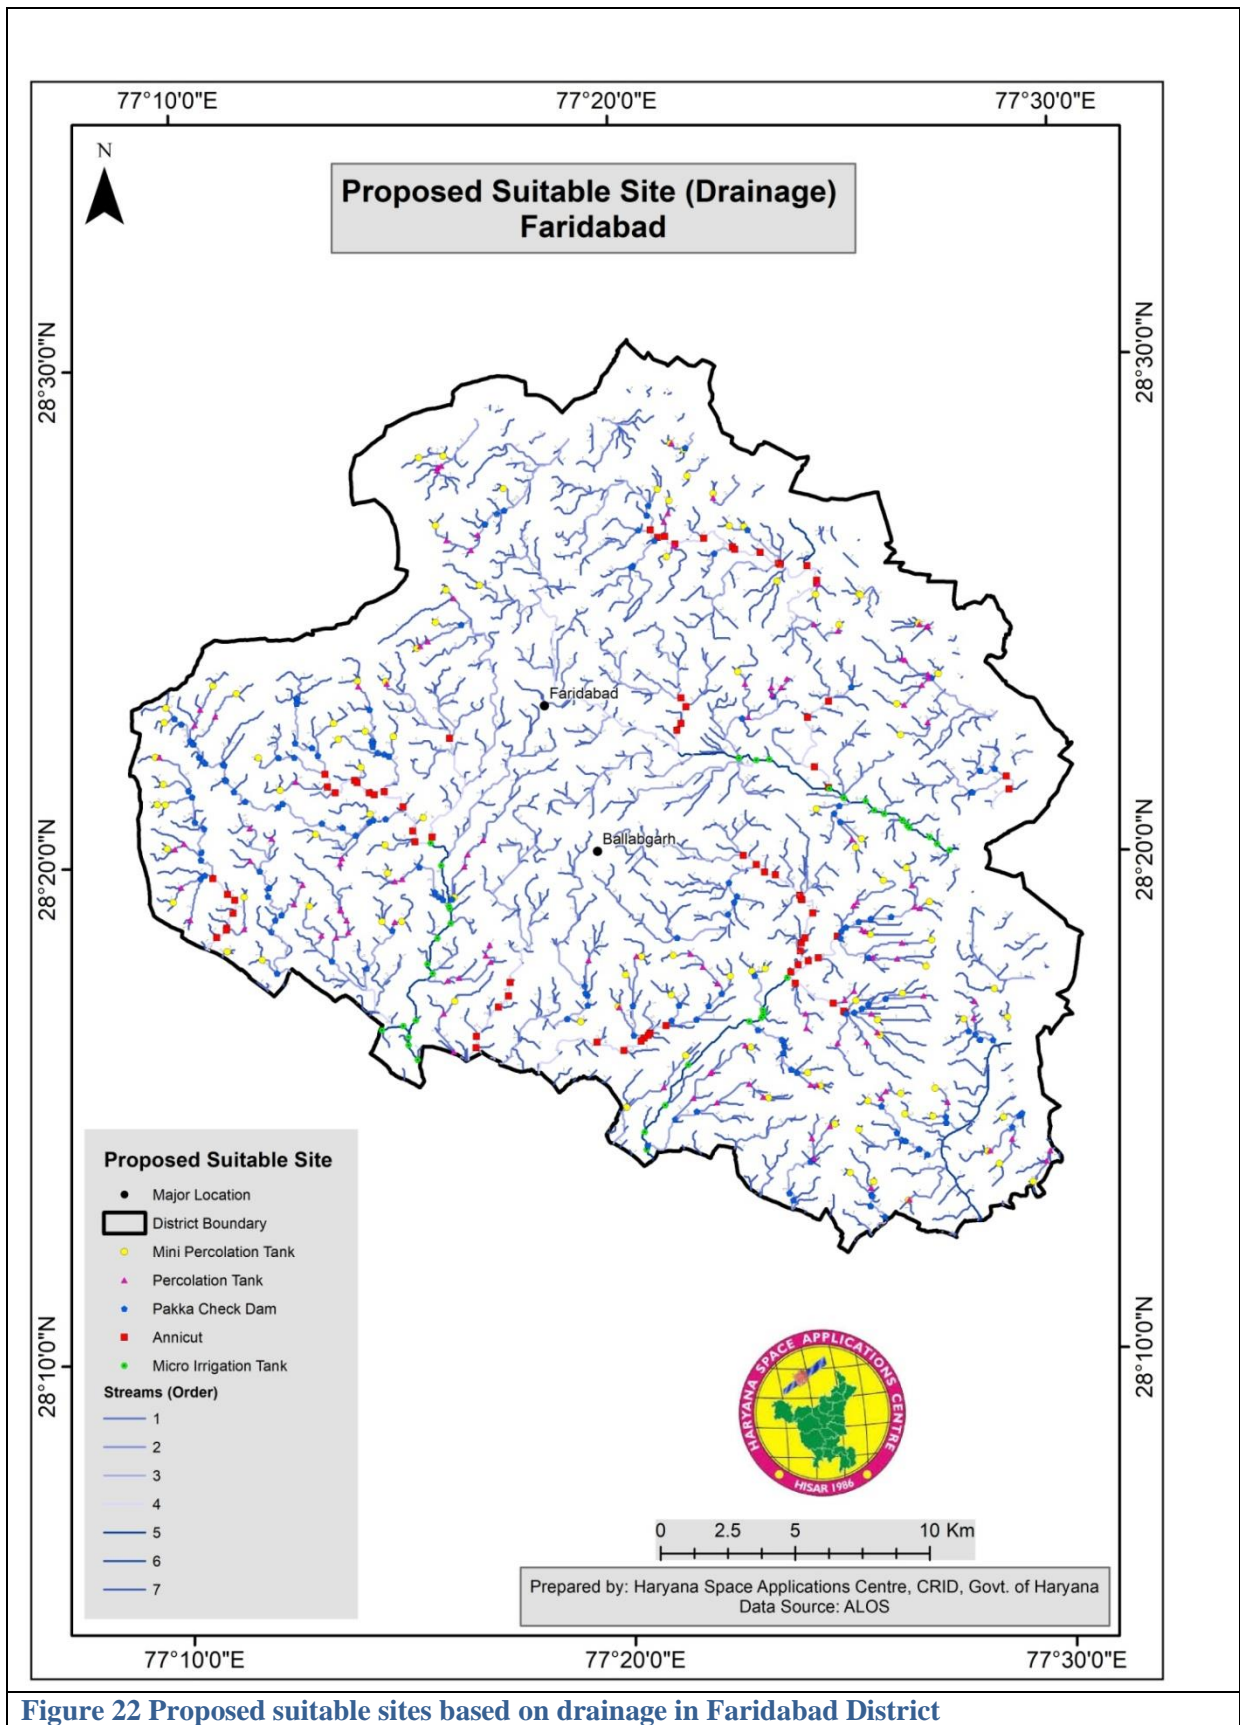 77°10'0"E 77°20'0"E 77°30'0"E
N
Proposed Suitable Site (Drainage)
Faridabad
28°30'0"N
28°30'0"N
Faridabad
Ballabgarh
28°20'0"N
28°20'0"N
Proposed Suitable Site
Major Location
District Boundary
Mini Percolation Tank
Percolation Tank
Pakka Check Dam
Annicut
Micro Irrigation Tank
Streams (Order)
1
2
3
4
5
6
7
28°10'0"N
28°10'0"N
HARYANA SPACE APPLICATIONS CENTRE
HISAR 1986
0 2.5 5 10 Km
Prepared by: Haryana Space Applications Centre, CRID, Govt. of Haryana
Data Source: ALOS
77°10'0"E 77°20'0"E 77°30'0"E
Figure 22 Proposed suitable sites based on drainage in Faridabad District